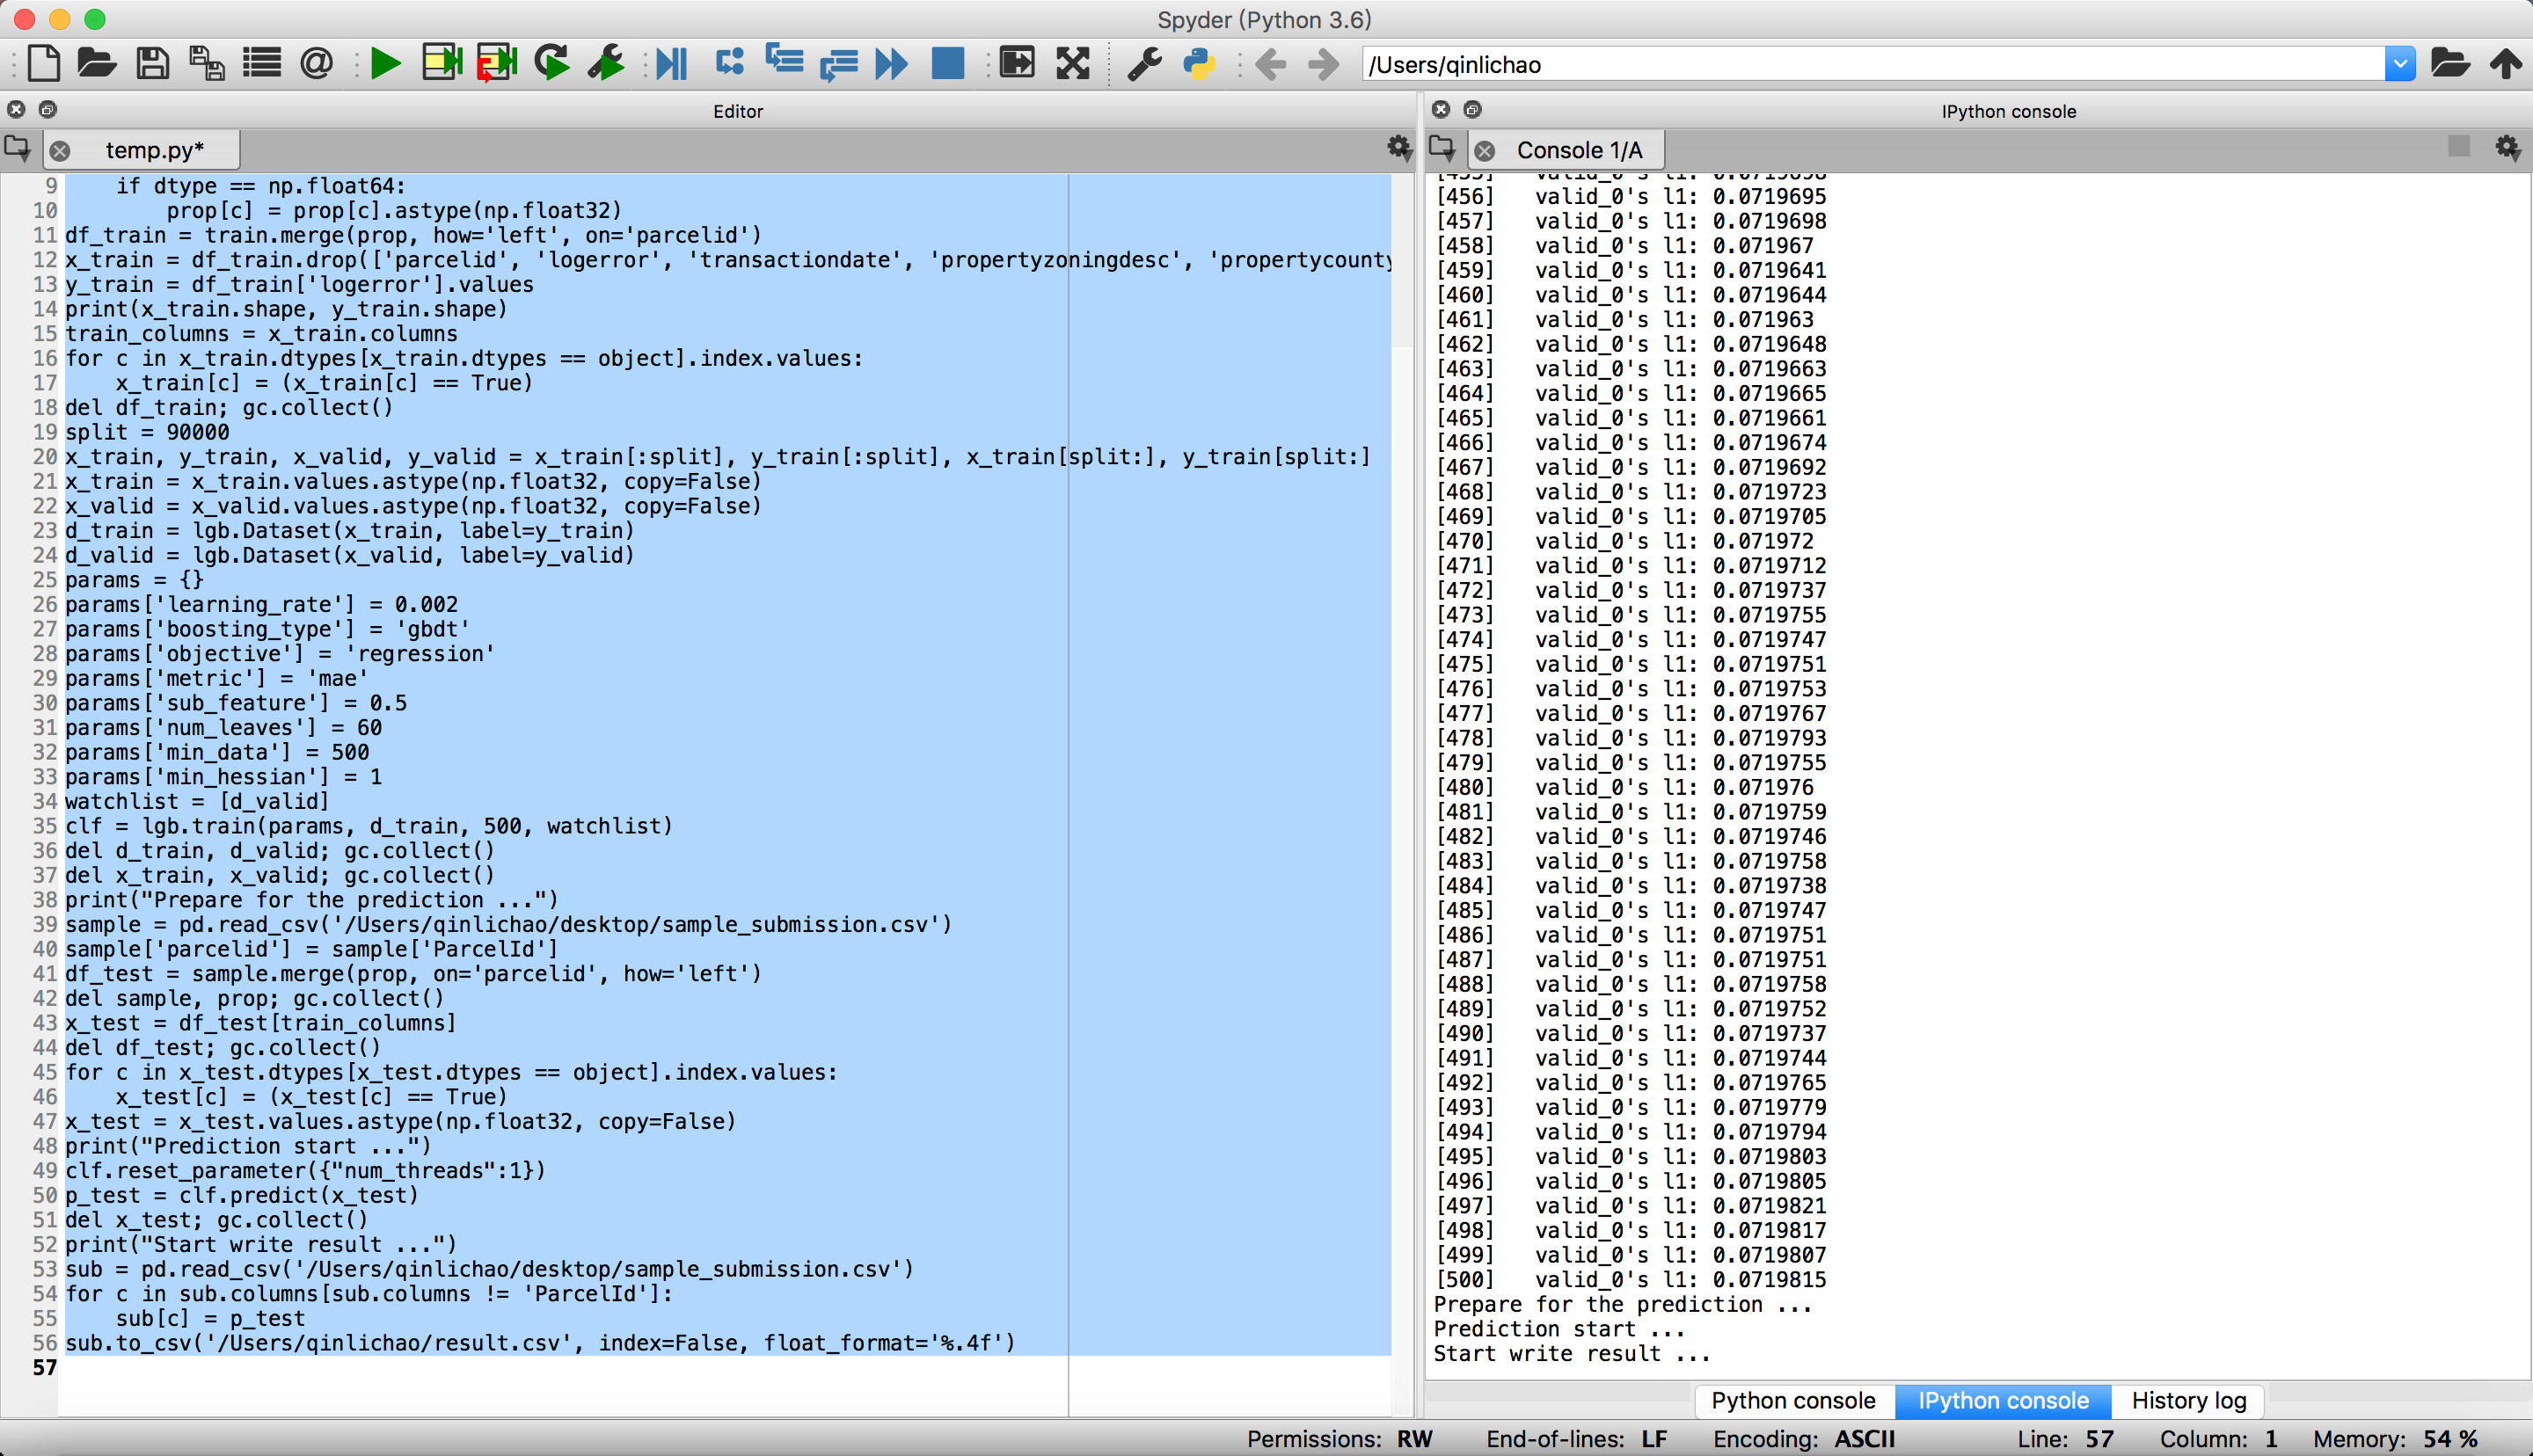 Spyder (Python 3.6)
/Users/qinlichao
Editor
temp.py*
9     if dtype == np.float64:
10         prop[c] = prop[c].astype(np.float32)
11 df_train = train.merge(prop, how='left', on='parcelid')
12 x_train = df_train.drop(['parcelid', 'logerror', 'transactiondate', 'propertyzoningdesc', 'propertycounty
13 y_train = df_train['logerror'].values
14 print(x_train.shape, y_train.shape)
15 train_columns = x_train.columns
16 for c in x_train.dtypes[x_train.dtypes == object].index.values:
17     x_train[c] = (x_train[c] == True)
18 del df_train; gc.collect()
19 split = 90000
20 x_train, y_train, x_valid, y_valid = x_train[:split], y_train[:split], x_train[split:], y_train[split:]
21 x_train = x_train.values.astype(np.float32, copy=False)
22 x_valid = x_valid.values.astype(np.float32, copy=False)
23 d_train = lgb.Dataset(x_train, label=y_train)
24 d_valid = lgb.Dataset(x_valid, label=y_valid)
25 params = {}
26 params['learning_rate'] = 0.002
27 params['boosting_type'] = 'gbdt'
28 params['objective'] = 'regression'
29 params['metric'] = 'mae'
30 params['sub_feature'] = 0.5
31 params['num_leaves'] = 60
32 params['min_data'] = 500
33 params['min_hessian'] = 1
34 watchlist = [d_valid]
35 clf = lgb.train(params, d_train, 500, watchlist)
36 del d_train, d_valid; gc.collect()
37 del x_train, x_valid; gc.collect()
38 print("Prepare for the prediction ...")
39 sample = pd.read_csv('/Users/qinlichao/desktop/sample_submission.csv')
40 sample['parcelid'] = sample['ParcelId']
41 df_test = sample.merge(prop, on='parcelid', how='left')
42 del sample, prop; gc.collect()
43 x_test = df_test[train_columns]
44 del df_test; gc.collect()
45 for c in x_test.dtypes[x_test.dtypes == object].index.values:
46     x_test[c] = (x_test[c] == True)
47 x_test = x_test.values.astype(np.float32, copy=False)
48 print("Prediction start ...")
49 clf.reset_parameter({"num_threads":1})
50 p_test = clf.predict(x_test)
51 del x_test; gc.collect()
52 print("Start write result ...")
53 sub = pd.read_csv('/Users/qinlichao/desktop/sample_submission.csv')
54 for c in sub.columns[sub.columns != 'ParcelId']:
55     sub[c] = p_test
56 sub.to_csv('/Users/qinlichao/result.csv', index=False, float_format='%.4f')
57
IPython console
Console 1/A
[456]   valid_0's l1: 0.0719695
[457]   valid_0's l1: 0.0719698
[458]   valid_0's l1: 0.071967
[459]   valid_0's l1: 0.0719641
[460]   valid_0's l1: 0.0719644
[461]   valid_0's l1: 0.071963
[462]   valid_0's l1: 0.0719648
[463]   valid_0's l1: 0.0719663
[464]   valid_0's l1: 0.0719665
[465]   valid_0's l1: 0.0719661
[466]   valid_0's l1: 0.0719674
[467]   valid_0's l1: 0.0719692
[468]   valid_0's l1: 0.0719723
[469]   valid_0's l1: 0.0719705
[470]   valid_0's l1: 0.071972
[471]   valid_0's l1: 0.0719712
[472]   valid_0's l1: 0.0719737
[473]   valid_0's l1: 0.0719755
[474]   valid_0's l1: 0.0719747
[475]   valid_0's l1: 0.0719751
[476]   valid_0's l1: 0.0719753
[477]   valid_0's l1: 0.0719767
[478]   valid_0's l1: 0.0719793
[479]   valid_0's l1: 0.0719755
[480]   valid_0's l1: 0.071976
[481]   valid_0's l1: 0.0719759
[482]   valid_0's l1: 0.0719746
[483]   valid_0's l1: 0.0719758
[484]   valid_0's l1: 0.0719738
[485]   valid_0's l1: 0.0719747
[486]   valid_0's l1: 0.0719751
[487]   valid_0's l1: 0.0719751
[488]   valid_0's l1: 0.0719758
[489]   valid_0's l1: 0.0719752
[490]   valid_0's l1: 0.0719737
[491]   valid_0's l1: 0.0719744
[492]   valid_0's l1: 0.0719765
[493]   valid_0's l1: 0.0719779
[494]   valid_0's l1: 0.0719794
[495]   valid_0's l1: 0.0719803
[496]   valid_0's l1: 0.0719805
[497]   valid_0's l1: 0.0719821
[498]   valid_0's l1: 0.0719817
[499]   valid_0's l1: 0.0719807
[500]   valid_0's l1: 0.0719815
Prepare for the prediction ...
Prediction start ...
Start write result ...
Python console IPython console History log
Permissions: RW End-of-lines: LF Encoding: ASCII Line: 57 Column: 1 Memory: 54 %